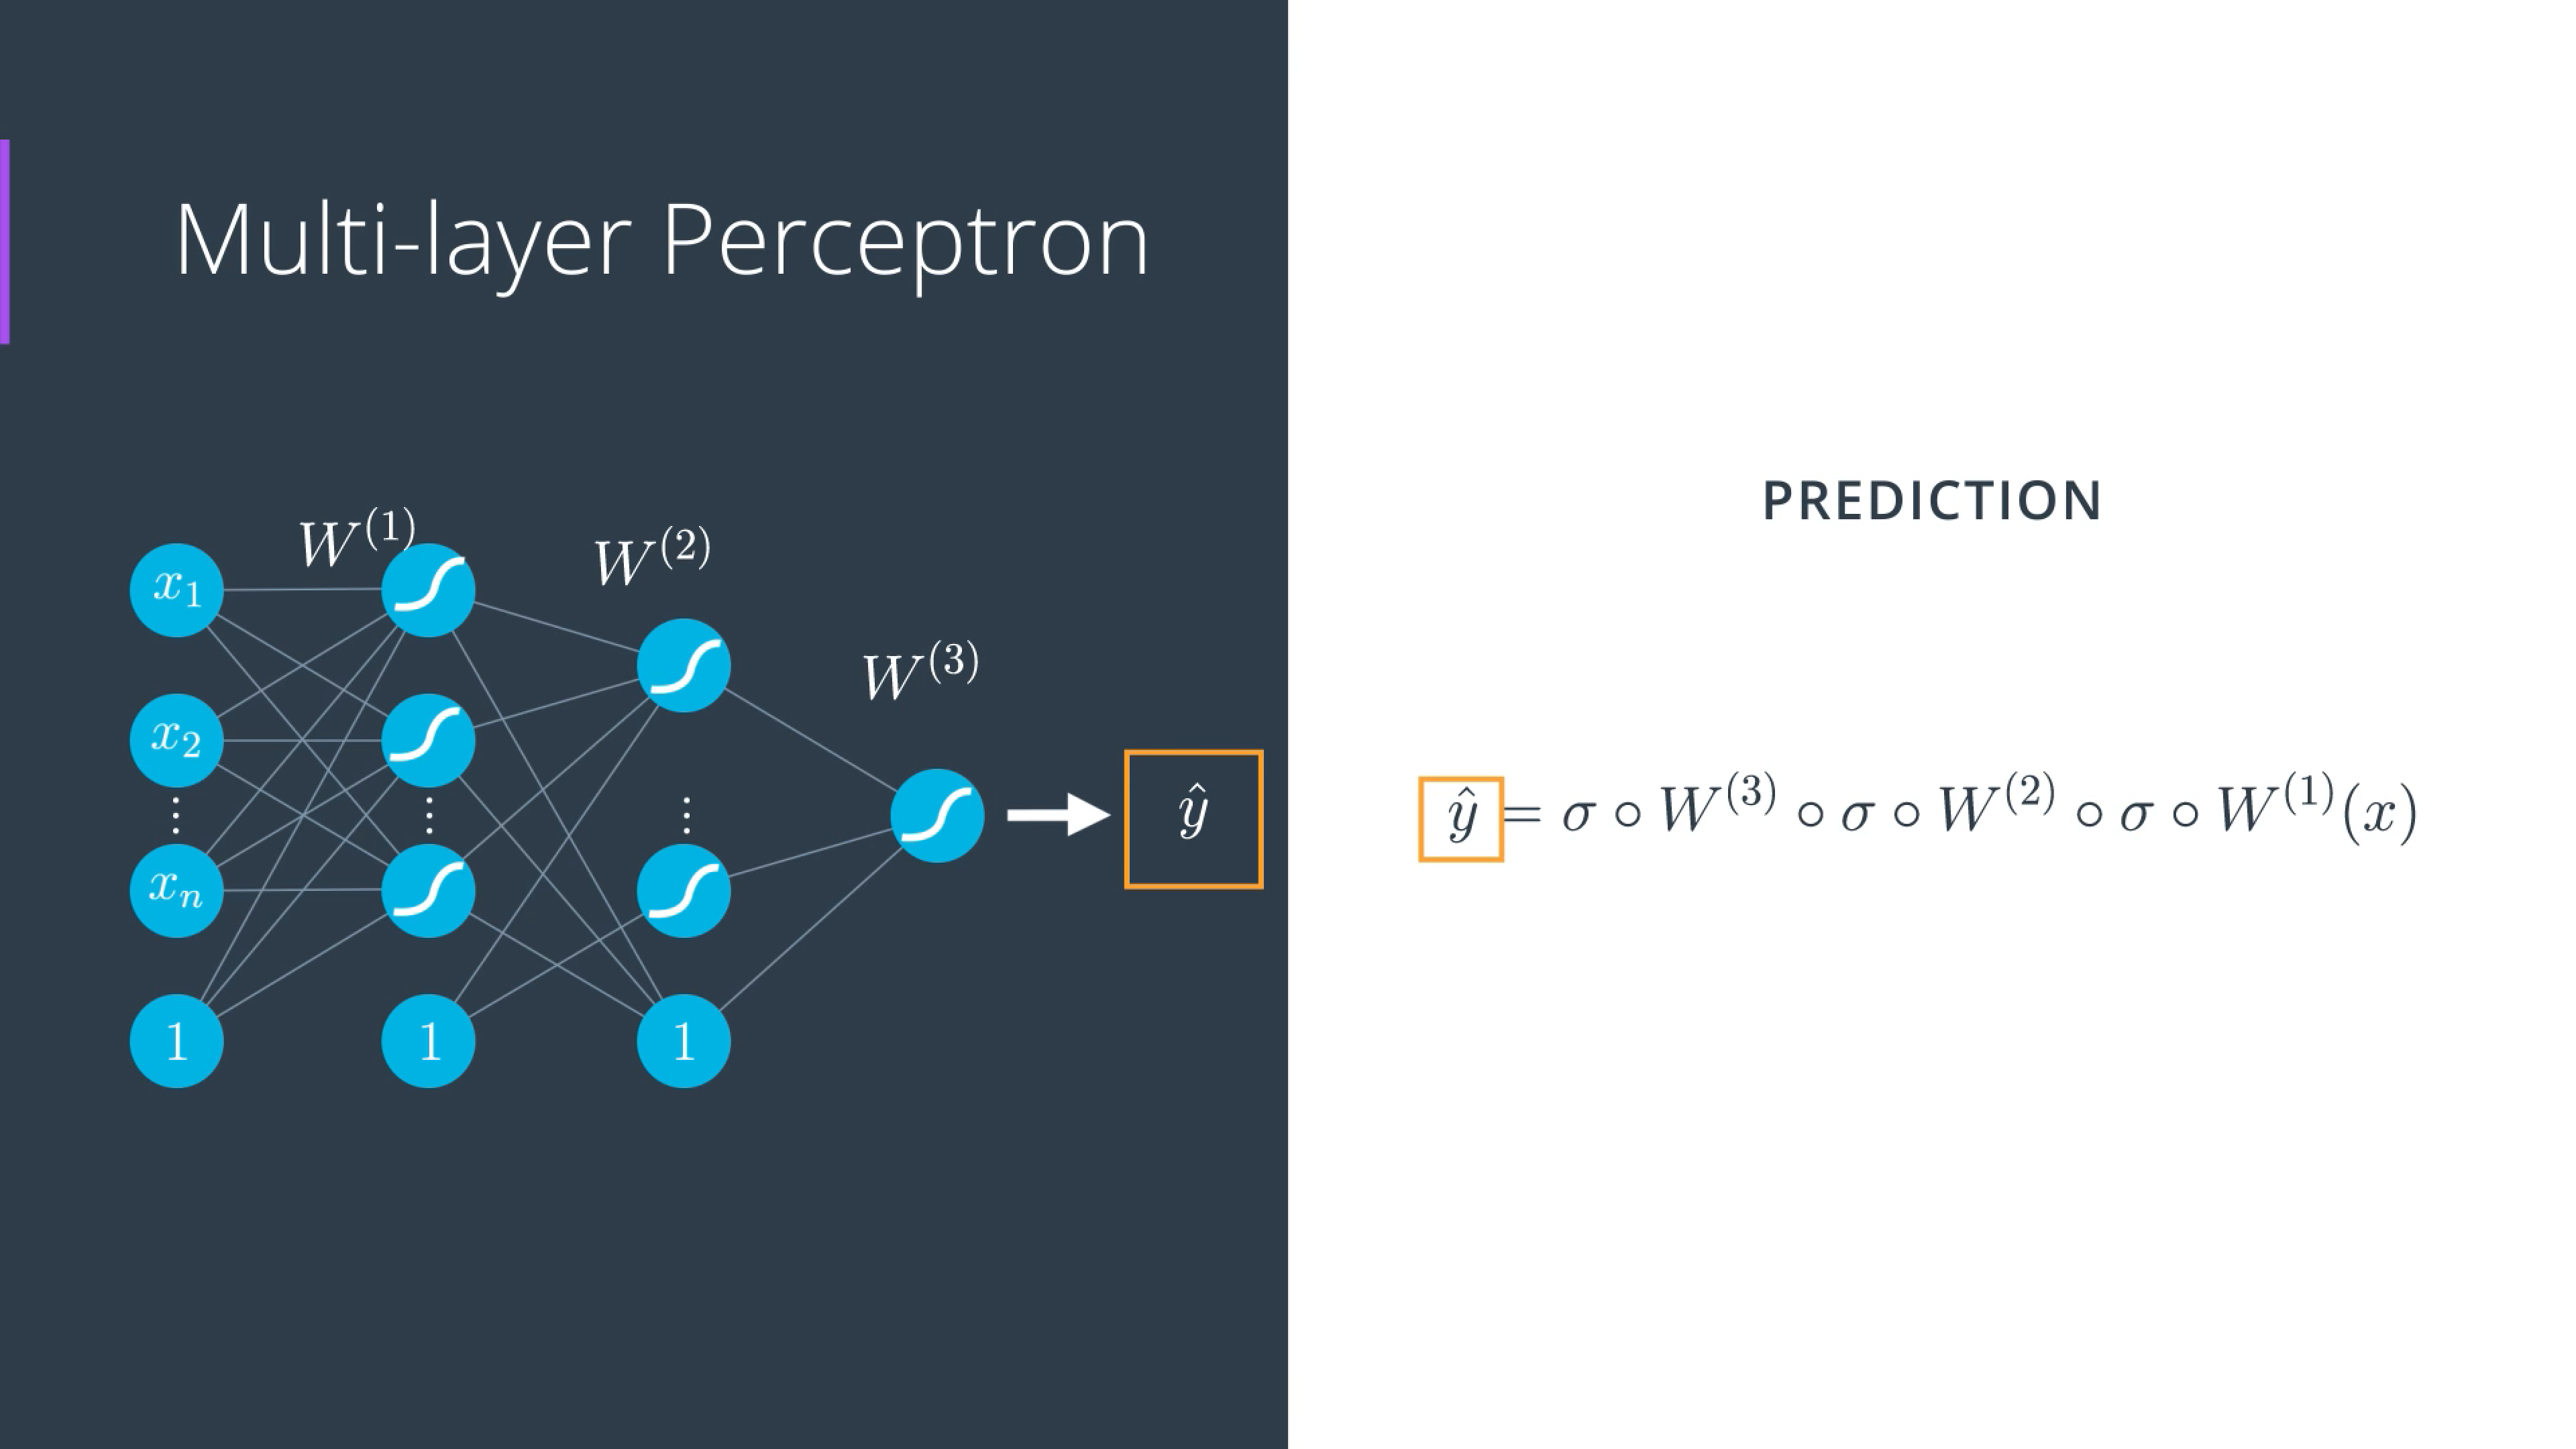 Multi-layer Perceptron
W^(1)
W^(2)
W^(3)
x_1
x_2
⋮ ⋮ ⋮
x_n
1 1 1
ŷ
PREDICTION
ŷ = σ ∘ W^(3) ∘ σ ∘ W^(2) ∘ σ ∘ W^(1)(x)